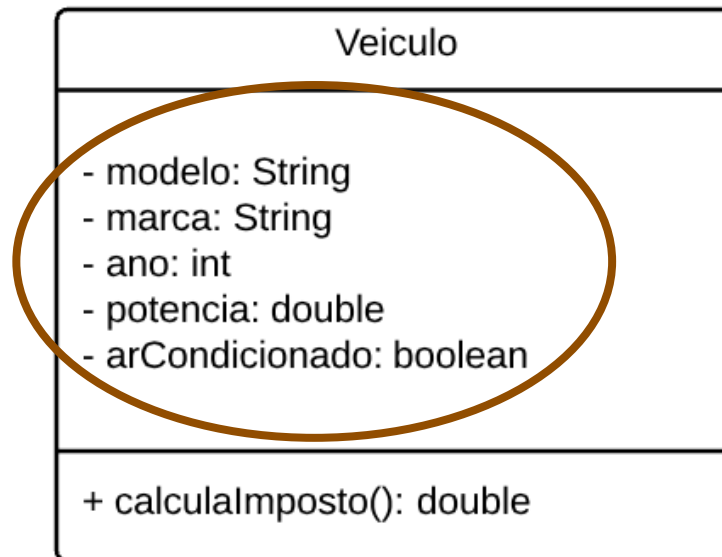 Veiculo
- modelo: String
- marca: String
- ano: int
- potencia: double
- arCondicionado: boolean
+ calculaImposto(): double